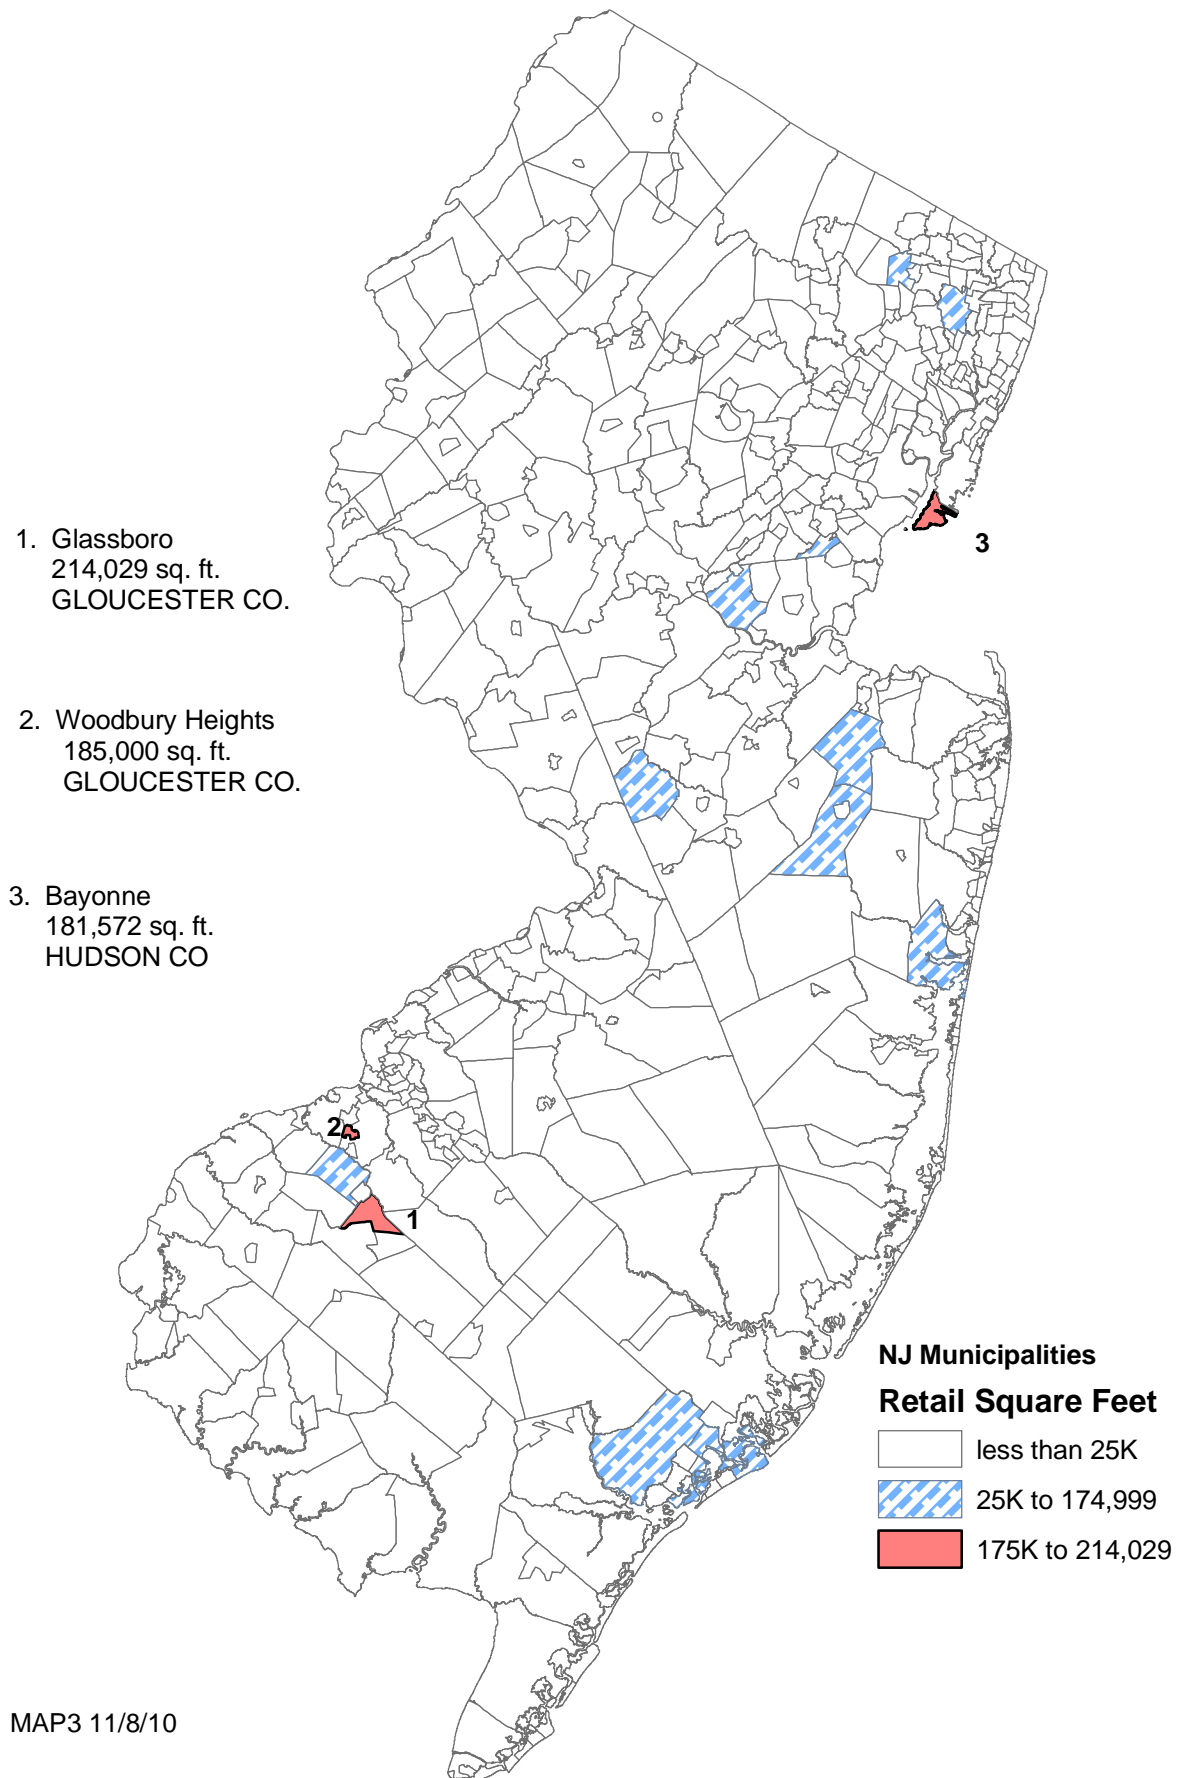 1. Glassboro
214,029 sq. ft.
GLOUCESTER CO.
2. Woodbury Heights
185,000 sq. ft.
GLOUCESTER CO.
3. Bayonne
181,572 sq. ft.
HUDSON CO
3
2
1
NJ Municipalities
Retail Square Feet
less than 25K
25K to 174,999
175K to 214,029
MAP3 11/8/10